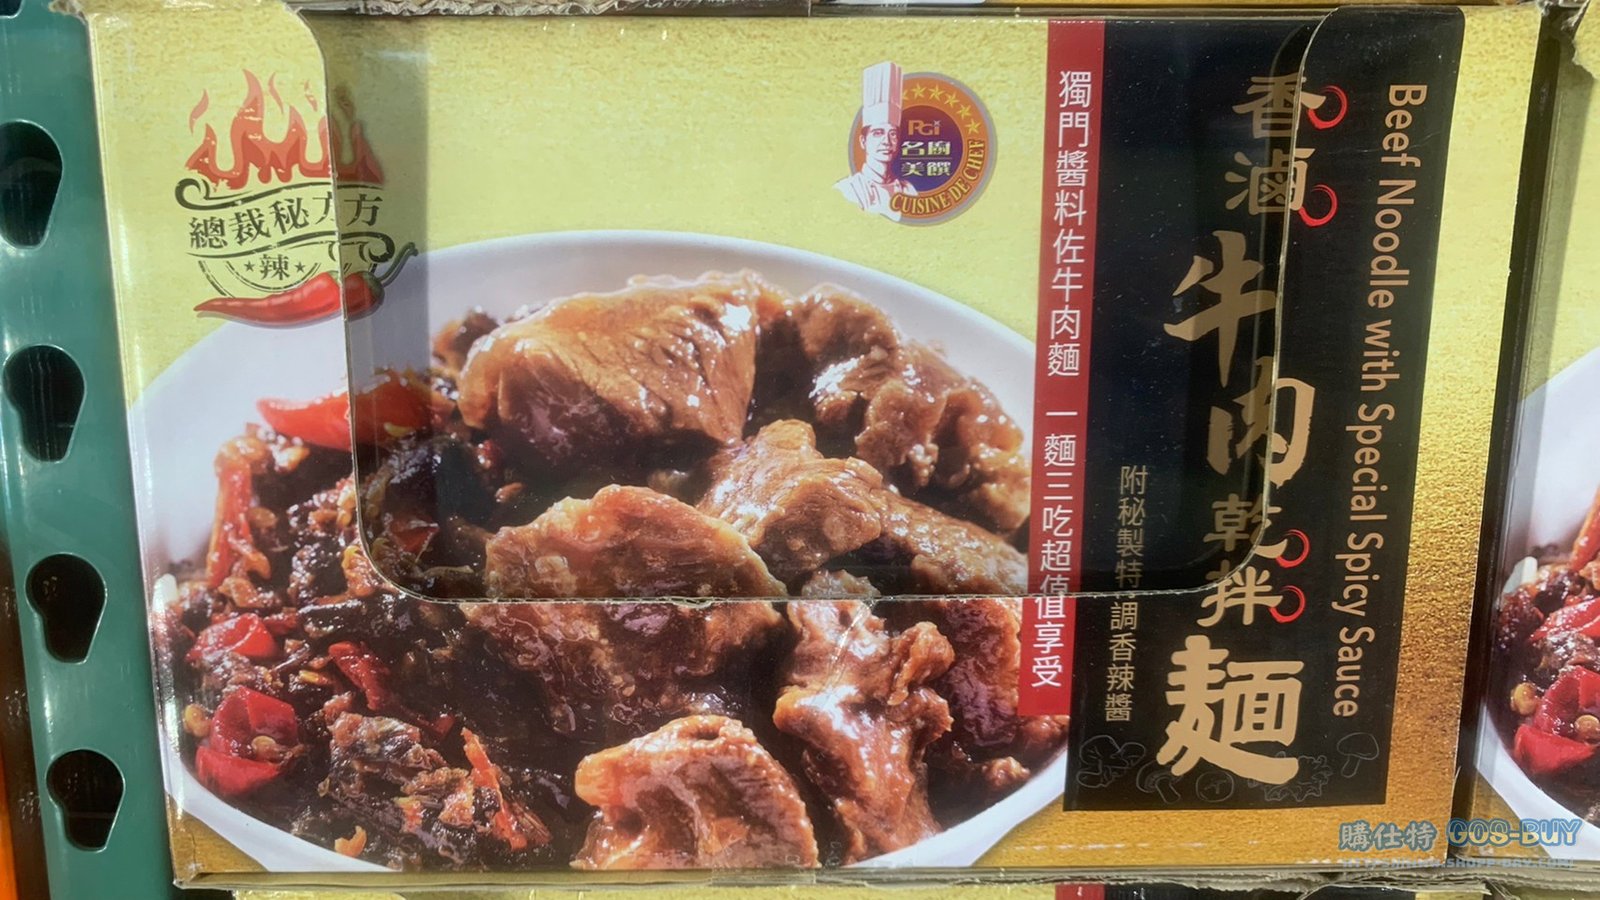 總裁秘方方
辣
PGi
名廚
美饌
CUISINE DE CHEF
獨門醬料佐牛肉麵 一麵三吃超值享受
附秘製特調香辣醬
香滷牛肉乾拌麵
Beef Noodle with Special Spicy Sauce
購仕特 GOS-BUY